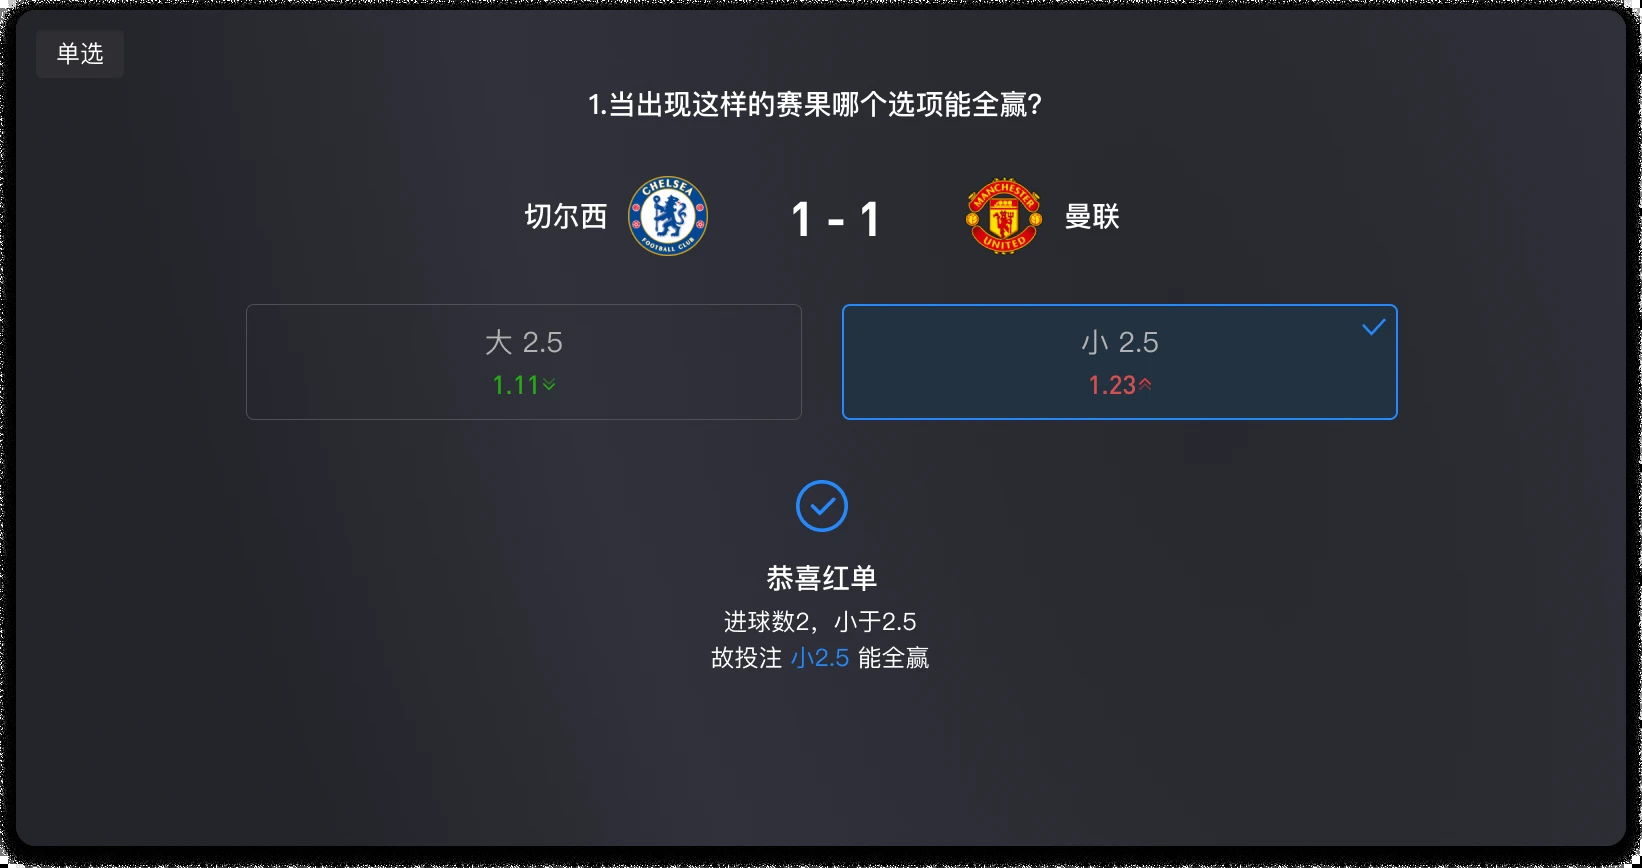 单选
1.当出现这样的赛果哪个选项能全赢?
切尔西 CHELSEA FOOTBALL CLUB 1 - 1 MANCHESTER UNITED 曼联
大 2.5 小 2.5
1.11 1.23
恭喜红单
进球数2，小于2.5
故投注 小2.5 能全赢